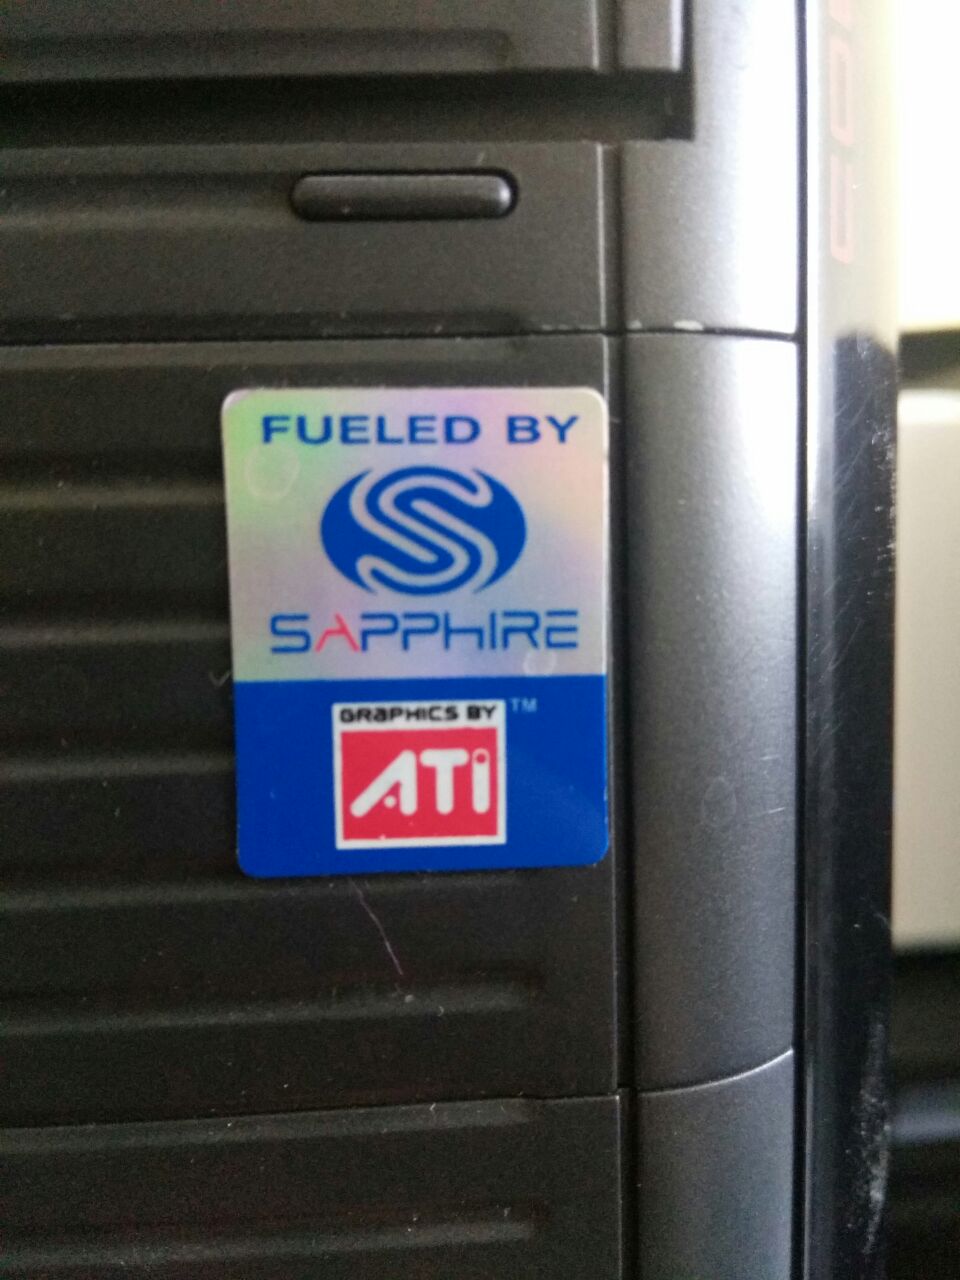 FUELED BY
S
SAPPHIRE
GRAPHICS BY
TM
ATI